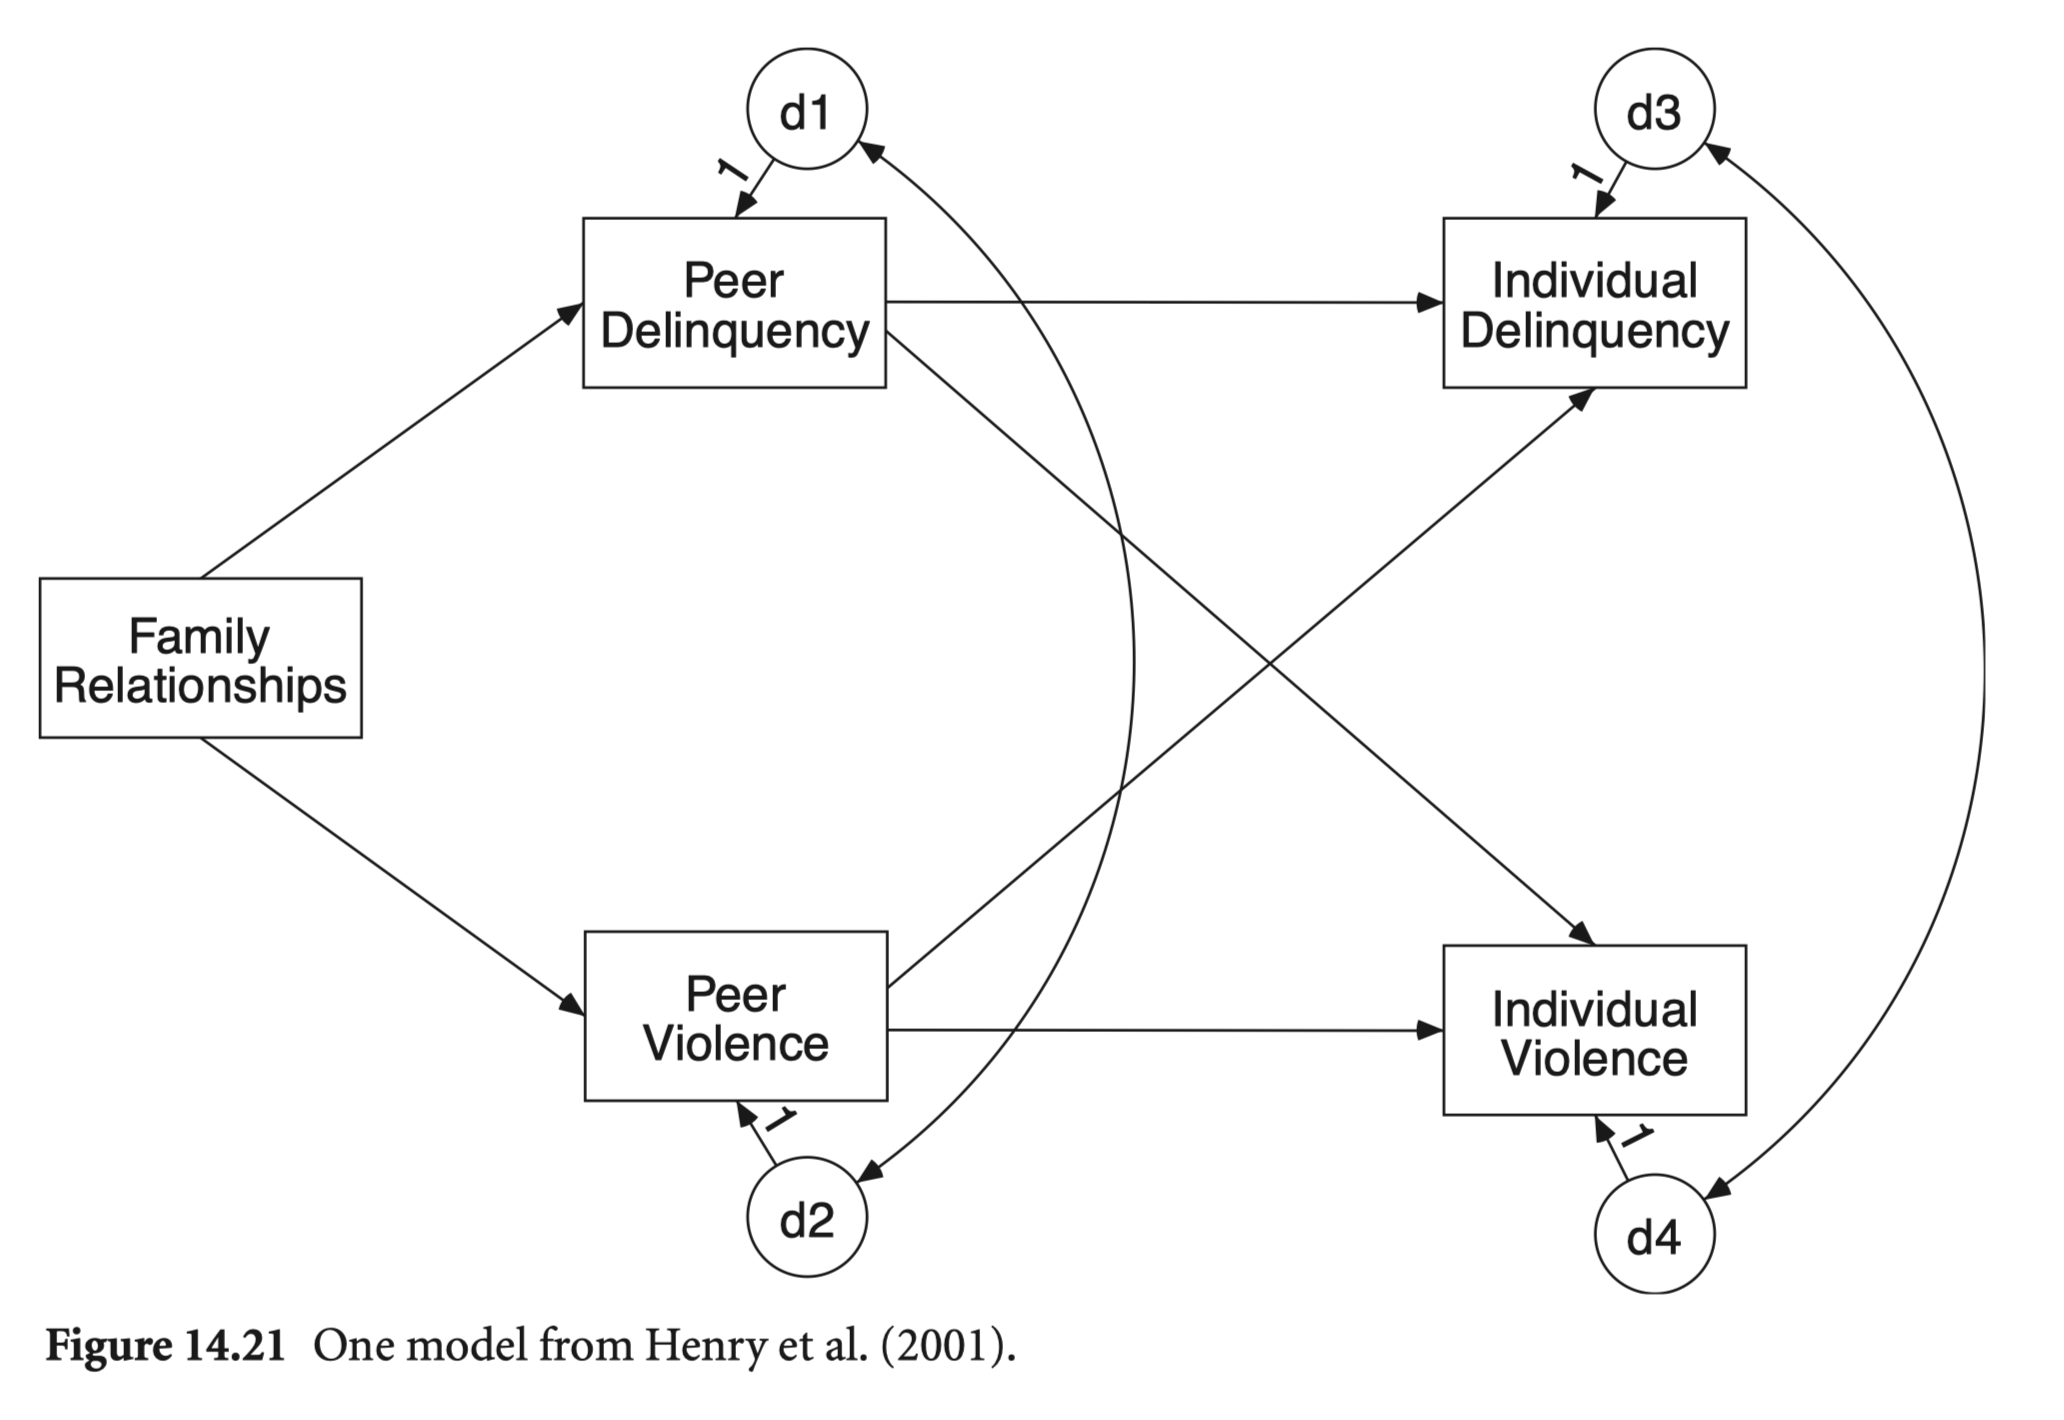 d1
d3
1
1
Peer
Delinquency
Individual
Delinquency
Family
Relationships
Peer
Violence
Individual
Violence
1
1
d2
d4
Figure 14.21 One model from Henry et al. (2001).